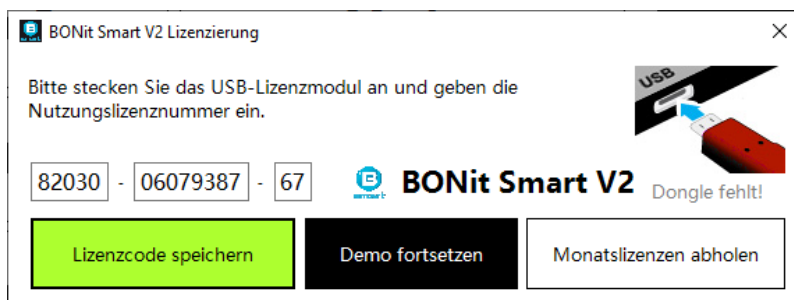 BONit Smart V2 Lizenzierung
Bitte stecken Sie das USB-Lizenzmodul an und geben die
Nutzungslizenznummer ein.
USB
82030 - 06079387 - 67
BONit Smart V2
Dongle fehlt!
Lizenzcode speichern
Demo fortsetzen
Monatslizenzen abholen